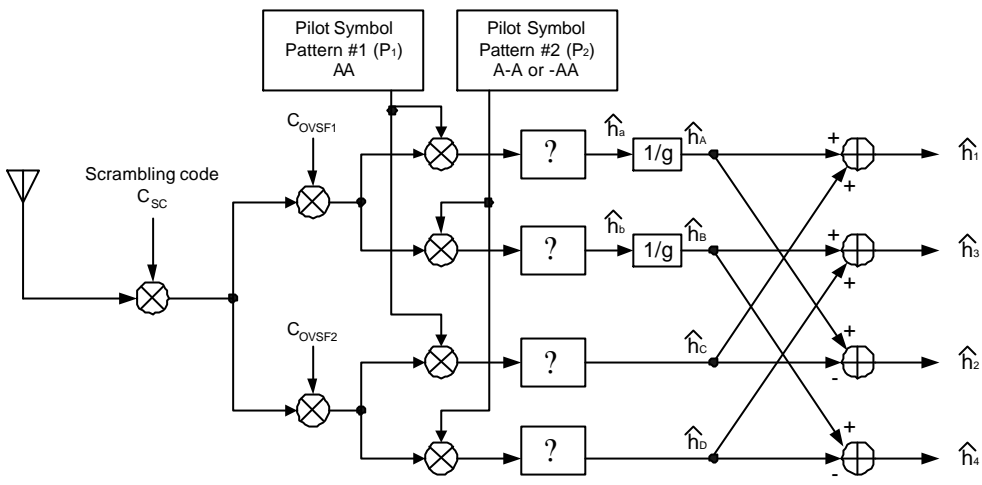 Pilot Symbol
Pattern #1 (P1)
AA
Pilot Symbol
Pattern #2 (P2)
A-A or -AA
Scrambling code
CSC
COVSF1
COVSF2
?
ĥa
1/g
ĥA
+
+
ĥ1
?
ĥb
1/g
ĥB
+
+
ĥ3
?
ĥC
+
-
ĥ2
?
ĥD
+
-
ĥ4